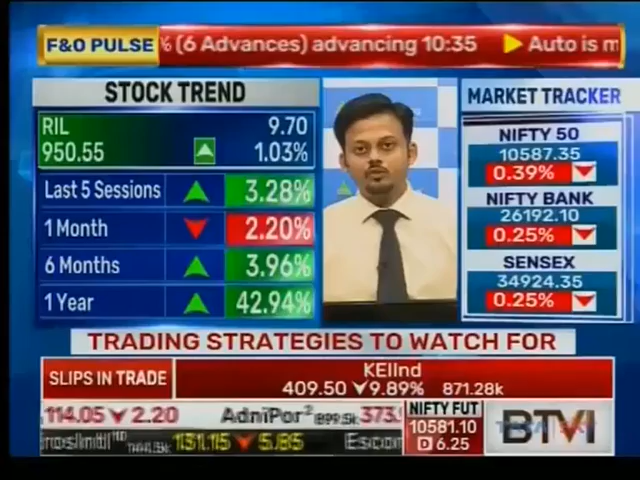 F&O PULSE % (6 Advances) advancing 10:35 Auto is m
STOCK TREND
RIL 9.70
950.55 1.03%
Last 5 Sessions 3.28%
1 Month 2.20%
6 Months 3.96%
1 Year 42.94%
MARKET TRACKER
NIFTY 50
10587.35
0.39%
NIFTY BANK
26192.10
0.25%
SENSEX
34924.35
0.25%
TRADING STRATEGIES TO WATCH FOR
SLIPS IN TRADE
KEIInd
409.50 9.89% 871.28k
114.05 2.20 AdniPor 373.
5.85 Escor
NIFTY FUT
10581.10
D 6.25
BTVI